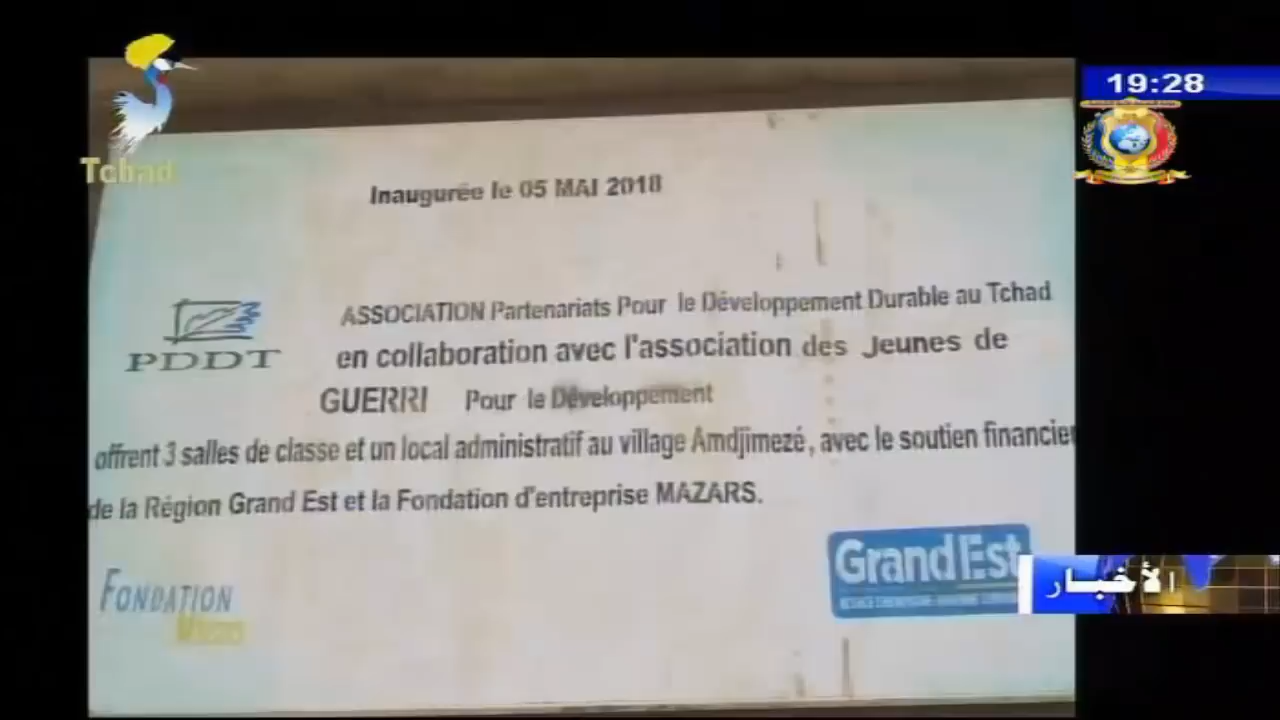 Tchad
19:28
Inaugurée le 05 MAI 2018
PDDT
ASSOCIATION Partenariats Pour le Développement Durable au Tchad
en collaboration avec l'association des Jeunes de
GUERRI Pour le Développement
offrent 3 salles de classe et un local administratif au village Amdjimezé, avec le soutien financier
de la Région Grand Est et la Fondation d'entreprise MAZARS.
FONDATION
MAZARS
GrandEst
الأخبار